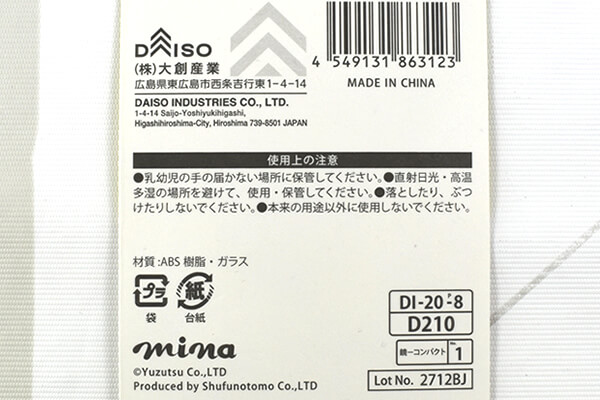 DAISO
(株)大創産業
広島県東広島市西条吉行東1-4-14
DAISO INDUSTRIES CO., LTD.
1-4-14 Saijo-Yoshiyukihigashi,
Higashihiroshima-City, Hiroshima 739-8501 JAPAN
4 549131 863123
MADE IN CHINA
使用上の注意
●乳幼児の手の届かない場所に保管してください。●直射日光・高温
多湿の場所を避けて、使用・保管してください。●落としたり、ぶつ
けたりしないでください。●本来の用途以外に使用しないでください。
材質:ABS 樹脂・ガラス
プラ 紙
袋 台紙
mina
©Yuzutsu Co.,LTD
Produced by Shufunotomo Co.,LTD
DI-20-ケ-8
D210
鏡ーコンパクト No. 1
Lot No. 2712BJ